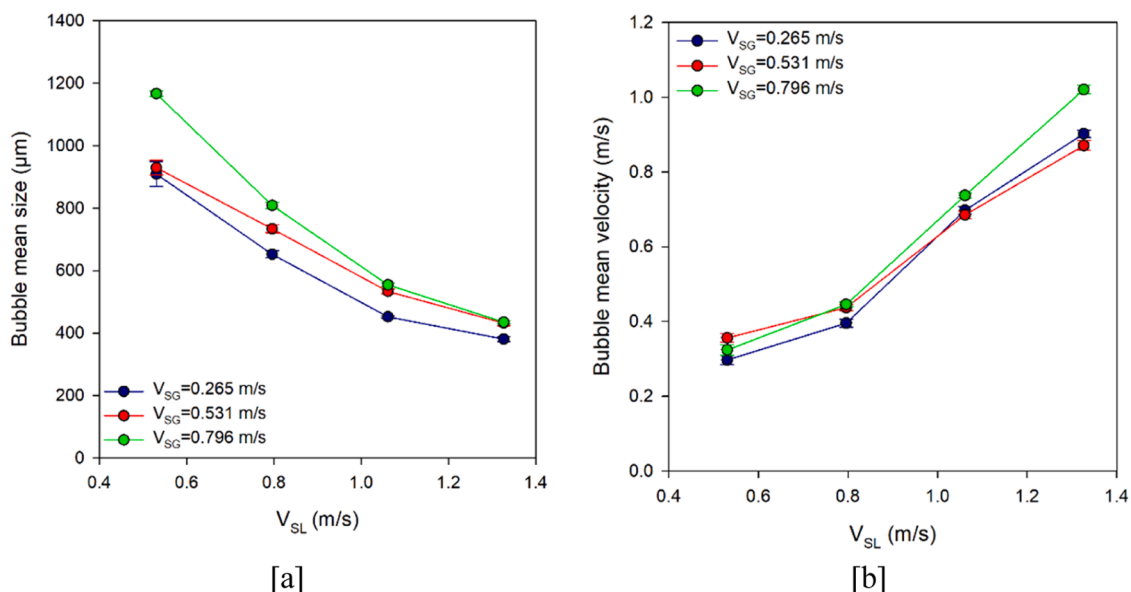 1400
1200
1000
800
600
400
200
0
Bubble mean size (µm)
V_SG=0.265 m/s
V_SG=0.531 m/s
V_SG=0.796 m/s
0.4 0.6 0.8 1.0 1.2 1.4
V_SL (m/s)
[a]
1.2
1.0
0.8
0.6
0.4
0.2
0.0
Bubble mean velocity (m/s)
V_SG=0.265 m/s
V_SG=0.531 m/s
V_SG=0.796 m/s
0.4 0.6 0.8 1.0 1.2 1.4
V_SL (m/s)
[b]